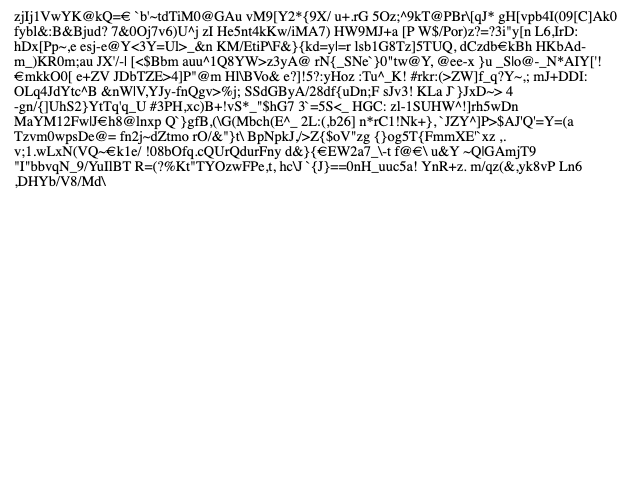 zjIj1VwYK@kQ=€ `b'~tdTiM0@GAu vM9[Y2*{9X/ u+.rG 5Oz;^9kT@PBr\[qJ* gH[vpb4I(09[C]Ak0
fybl&:B&Bjud? 7&0Oj7v6)U^j zI He5nt4kKw/iMA7) HW9MJ+a [P W$/Por)z?=?3i"y[n L6,IrD:
hDx[Pp~,e esj-e@Y<3Y=Ul>_&n KM/EtiP\F&}{kd=yl=r lsb1G8Tz]5TUQ, dCzdb€kBh HKbAd-
m_)KR0m;au JX'/-l| [<$Bbm auu^1Q8YW>z3yA@ rN{_SNe`}0"tw@Y, @ee-x }u _S|o@-_N*AIY['!
€mkkO0[ e+ZV JDbTZE>4]P"@m Hl\BVo& e?]!5?:yHoz :Tu^_K! #rkr:(>ZW]f_q?Y~,; mJ+DDI:
OLq4JdYtc^B &nW|V,YJy-fnQgv>%j; SSdGByA/28df{uDn;F sJv3! KLa J`}JxD~> 4
-gn/{]UhS2}YtTq'q_U #3PH,xc)B+!vS*_"$hG7 3`=5S<_ HGC: zl-1SUHW^!]rh5wDn
MaYM12Fw|J€h8@lnxp Q`}gfB,(\G(Mbch(E^_ 2L:(,b26] n*rC1!Nk+},`JZY^]P>$AJ'Q'=Y=(a
Tzvm0wpsDe@= fn2j~dZtmo rO/&"}t\ BpNpkJ,/>Z{$oV"zg {}og5T{FmmXE'`xz ,.
v;1.wLxN(VQ~€k1e/ !08bOfq.cQUrQdurFny d&}{€EW2a7_\-t f@€\ u&Y ~Q|GAmjT9
"I"bbvqN_9/YuIlBT R=(?%Kt"TYOzwFPe,t, hc\J `{J}==0nH_uuc5a! YnR+z. m/qz(&,yk8vP Ln6
,DHYb/V8/Md\